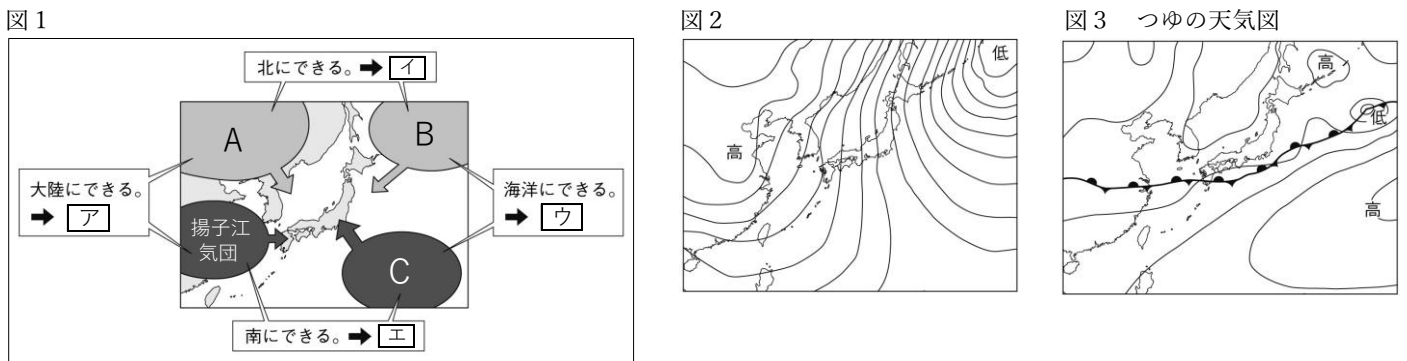 図1
北にできる。➡ イ
A
B
大陸にできる。
➡ ア
海洋にできる。
➡ ウ
揚子江
気団
C
南にできる。➡ エ
図2
低
高
図3 つゆの天気図
高
低
高